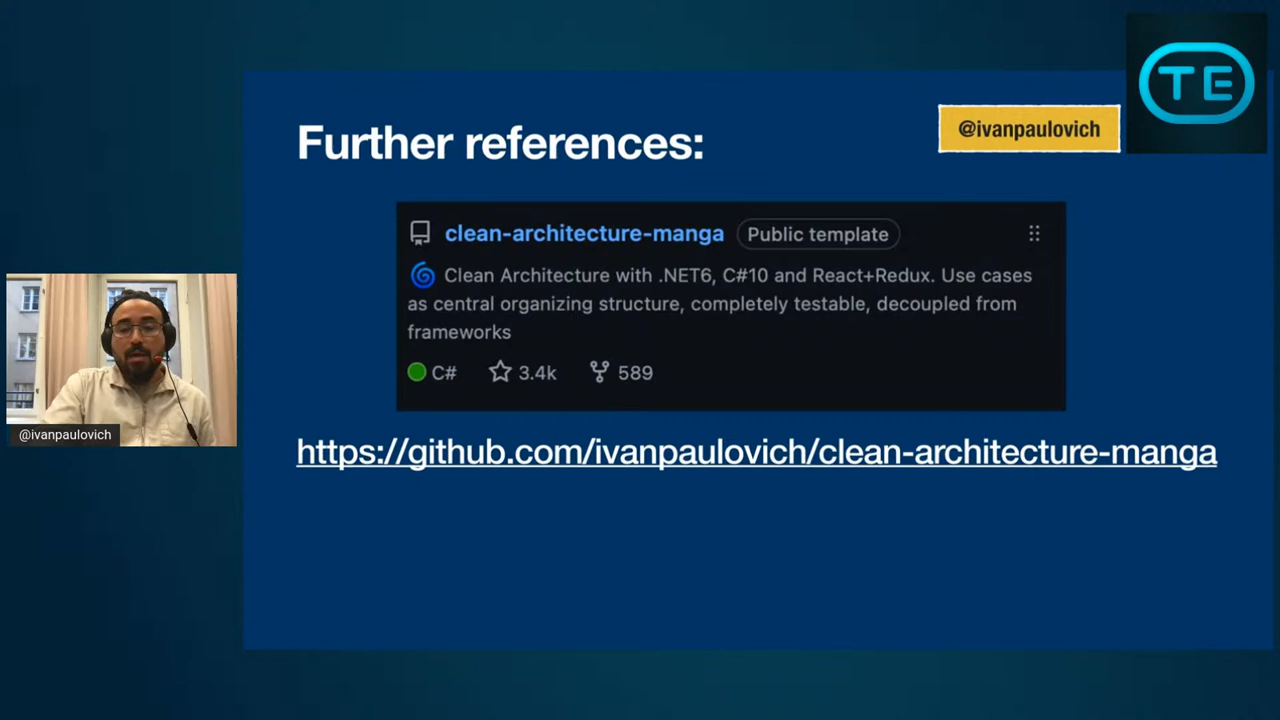 TE
@ivanpaulovich
Further references:
clean-architecture-manga Public template
Clean Architecture with .NET6, C#10 and React+Redux. Use cases
as central organizing structure, completely testable, decoupled from
frameworks
C# 3.4k 589
@ivanpaulovich
https://github.com/ivanpaulovich/clean-architecture-manga